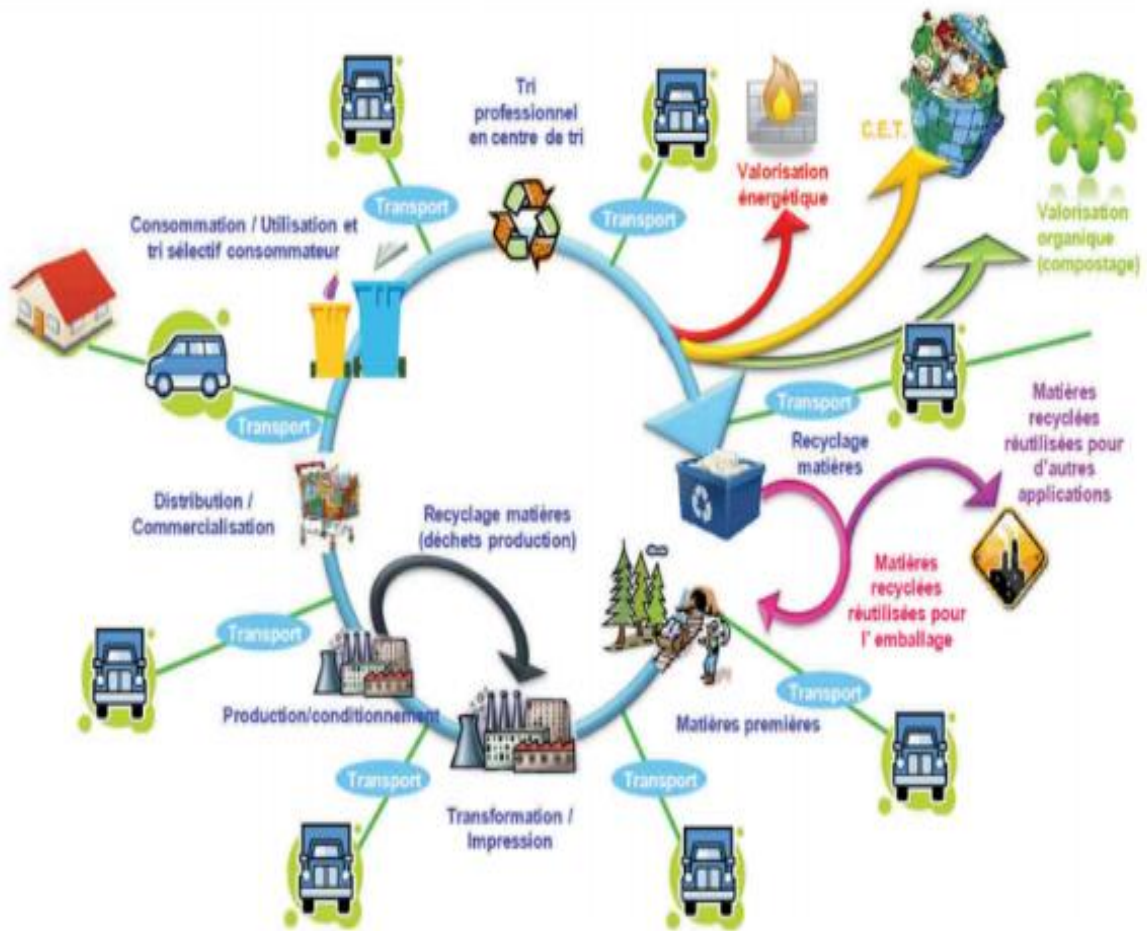 Tri
professionnel
en centre de tri
Transport
Transport
Valorisation
énergétique
C.E.T.
Valorisation
organique
(compostage)
Consommation / Utilisation et
tri sélectif consommateur
Transport
Transport
Recyclage
matières
Matières
recyclées
réutilisées pour
d'autres
applications
Distribution /
Commercialisation
Recyclage matières
(déchets production)
Matières
recyclées
réutilisées pour
l' emballage
Transport
Transport
Production/conditionnement
Matières premières
Transport
Transport
Transformation /
Impression